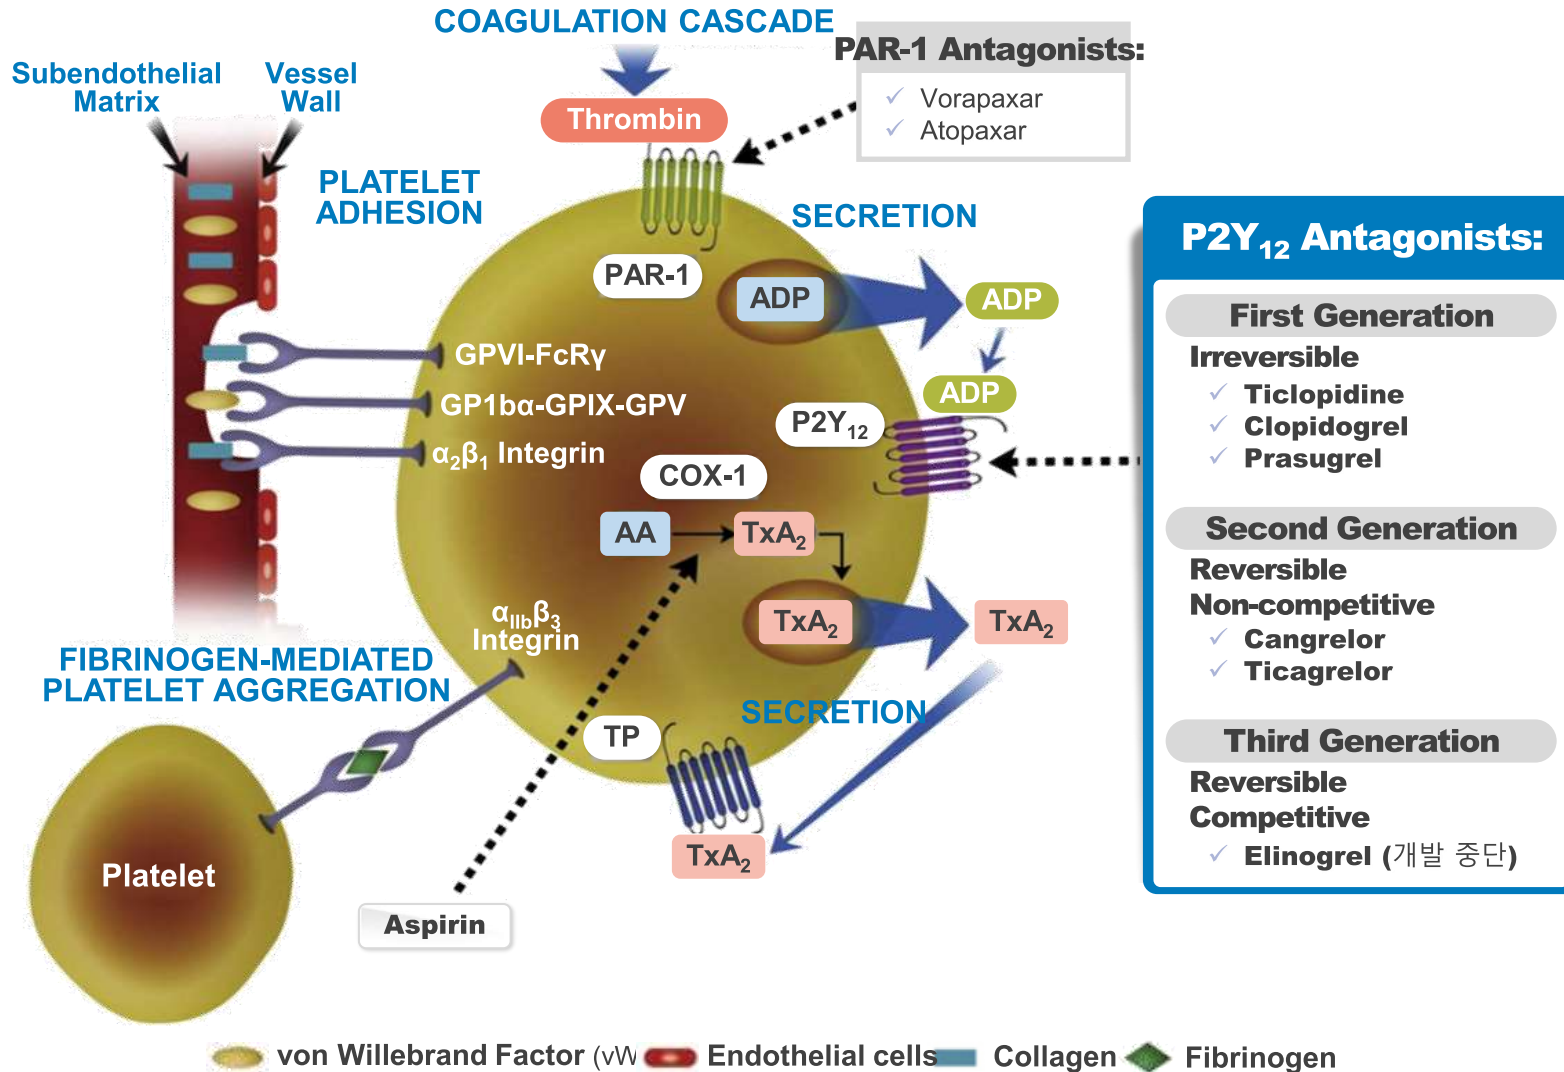 COAGULATION CASCADE
Subendothelial
Matrix
Vessel
Wall
PAR-1 Antagonists:
✓ Vorapaxar
✓ Atopaxar
Thrombin
PLATELET
ADHESION
SECRETION
PAR-1
ADP
ADP
ADP
P2Y₁₂
GPVI-FcRγ
GP1bα-GPIX-GPV
α₂β₁ Integrin
COX-1
AA
TxA₂
TxA₂
TxA₂
αIIbβ₃
Integrin
FIBRINOGEN-MEDIATED
PLATELET AGGREGATION
SECRETION
TP
TxA₂
Platelet
Aspirin
P2Y₁₂ Antagonists:
First Generation
Irreversible
✓ Ticlopidine
✓ Clopidogrel
✓ Prasugrel
Second Generation
Reversible
Non-competitive
✓ Cangrelor
✓ Ticagrelor
Third Generation
Reversible
Competitive
✓ Elinogrel (개발 중단)
von Willebrand Factor (vW
Endothelial cells
Collagen
Fibrinogen